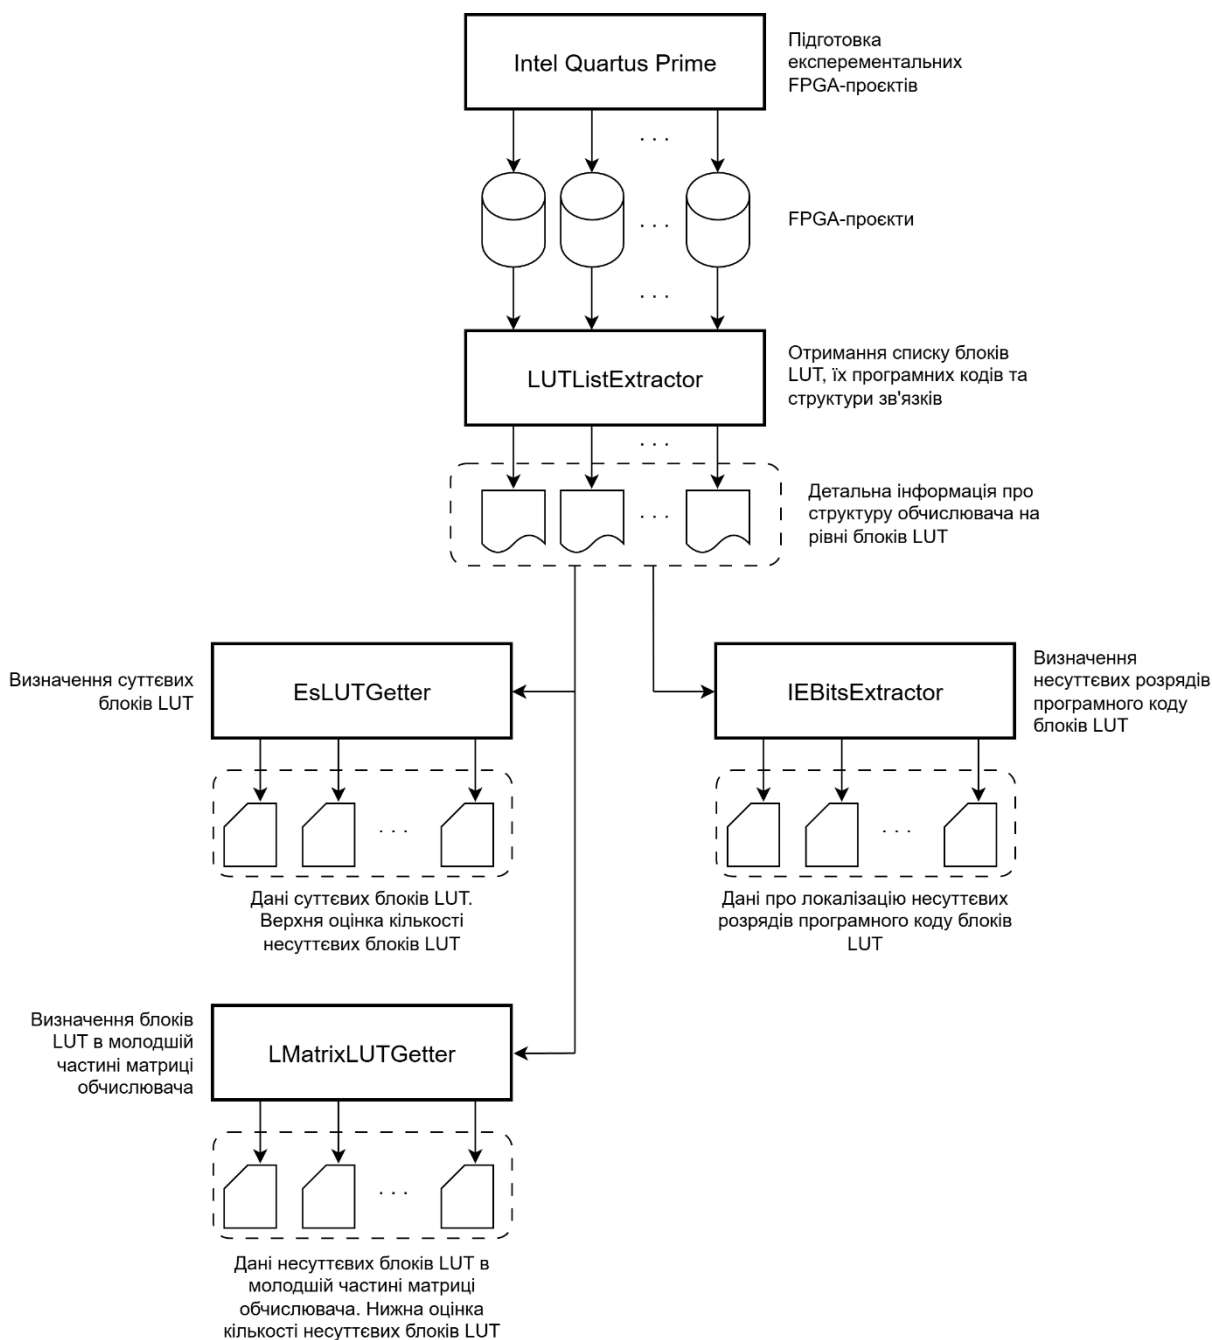 Intel Quartus Prime
Підготовка
експерементальних
FPGA-проєктів
. . .
FPGA-проєкти
. . .
. . .
LUTListExtractor
Отримання списку блоків
LUT, їх програмних кодів та
структури зв'язків
. . .
Детальна інформація про
структуру обчислювача на
рівні блоків LUT
. . .
Визначення суттєвих
блоків LUT
EsLUTGetter
IEBitsExtractor
Визначення
несуттєвих розрядів
програмного коду
блоків LUT
. . .
. . .
Дані суттєвих блоків LUT.
Верхня оцінка кількості
несуттєвих блоків LUT
Дані про локалізацію несуттєвих
розрядів програмного коду блоків
LUT
Визначення блоків
LUT в молодшій
частині матриці
обчислювача
LMatrixLUTGetter
. . .
Дані несуттєвих блоків LUT в
молодшій частині матриці
обчислювача. Нижна оцінка
кількості несуттєвих блоків LUT